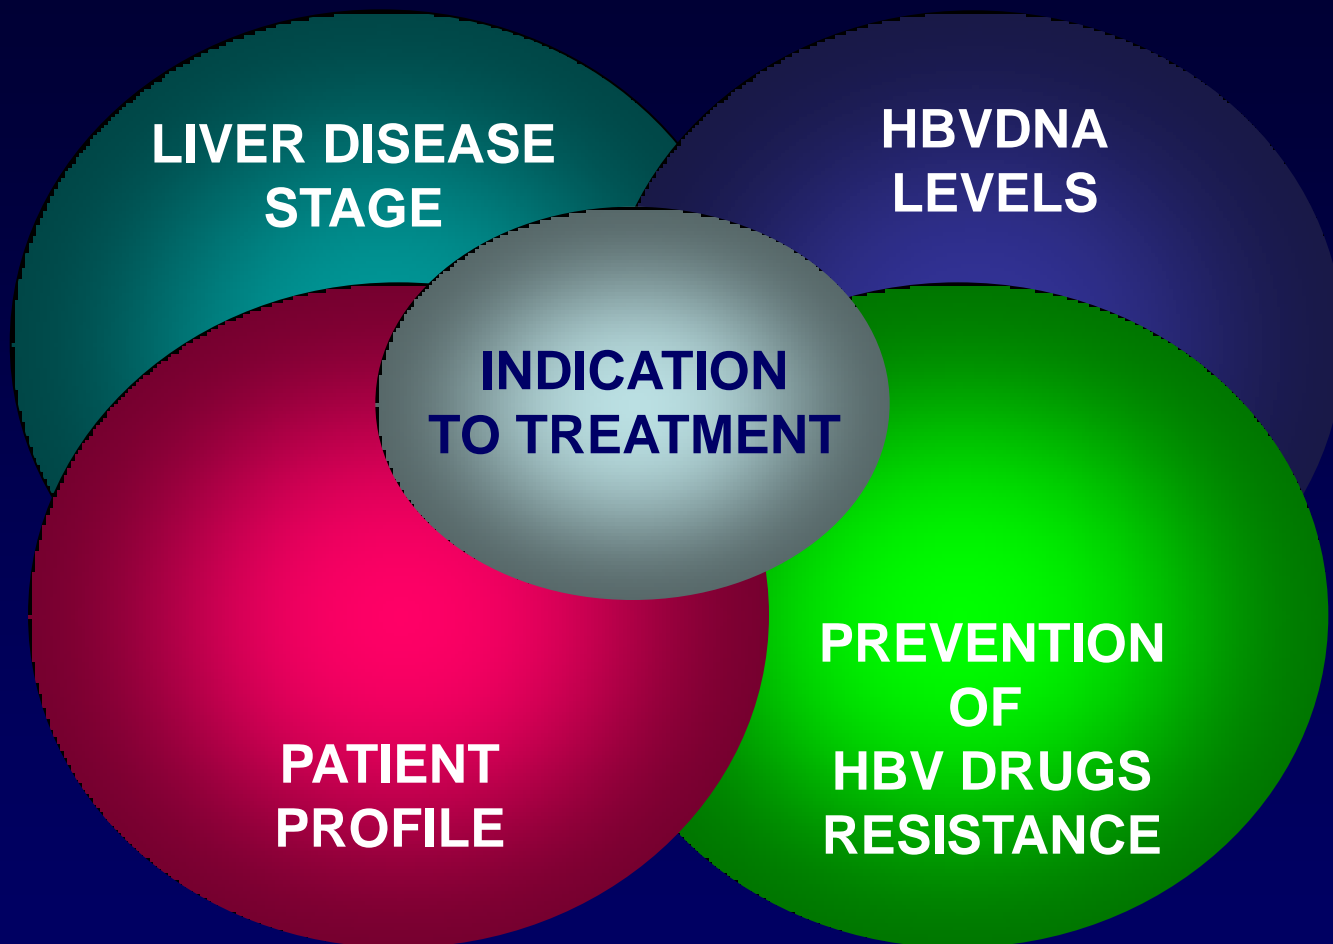 LIVER DISEASE
STAGE
HBVDNA
LEVELS
INDICATION
TO TREATMENT
PATIENT
PROFILE
PREVENTION
OF
HBV DRUGS
RESISTANCE